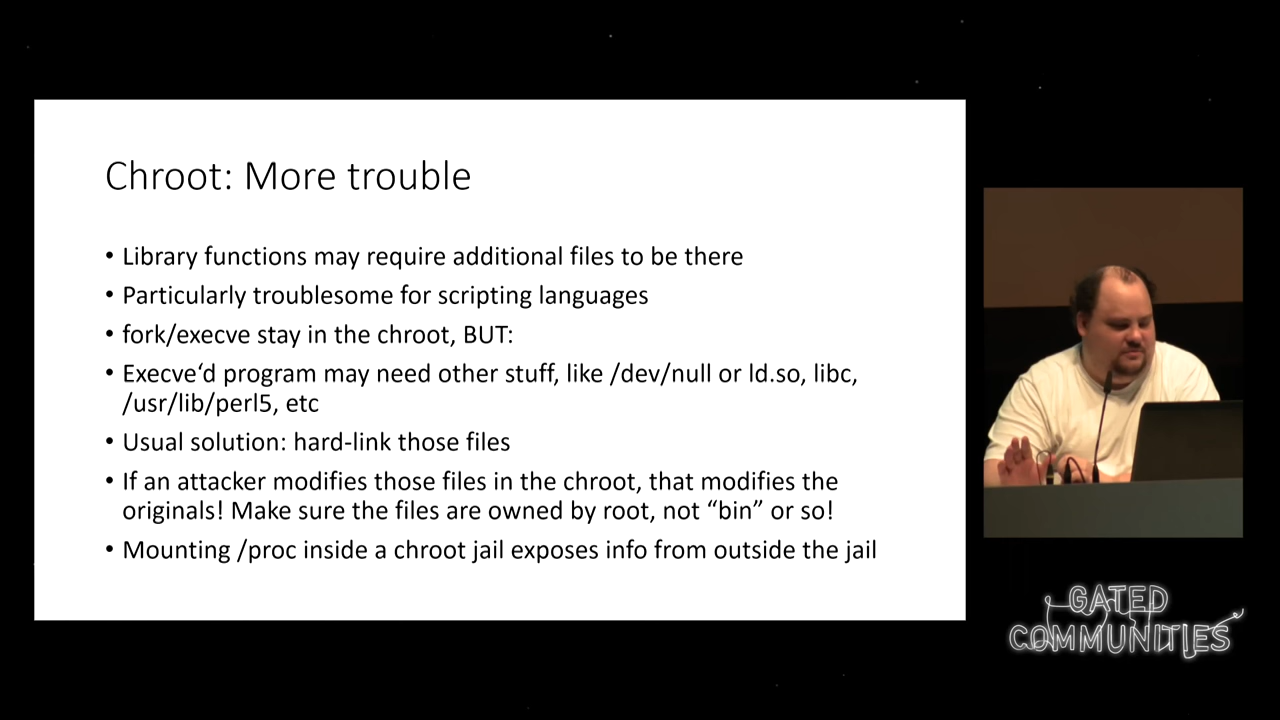 Chroot: More trouble
• Library functions may require additional files to be there
• Particularly troublesome for scripting languages
• fork/execve stay in the chroot, BUT:
• Execve‘d program may need other stuff, like /dev/null or ld.so, libc,
/usr/lib/perl5, etc
• Usual solution: hard-link those files
• If an attacker modifies those files in the chroot, that modifies the
originals! Make sure the files are owned by root, not “bin” or so!
• Mounting /proc inside a chroot jail exposes info from outside the jail
GATED
COMMUNITIES